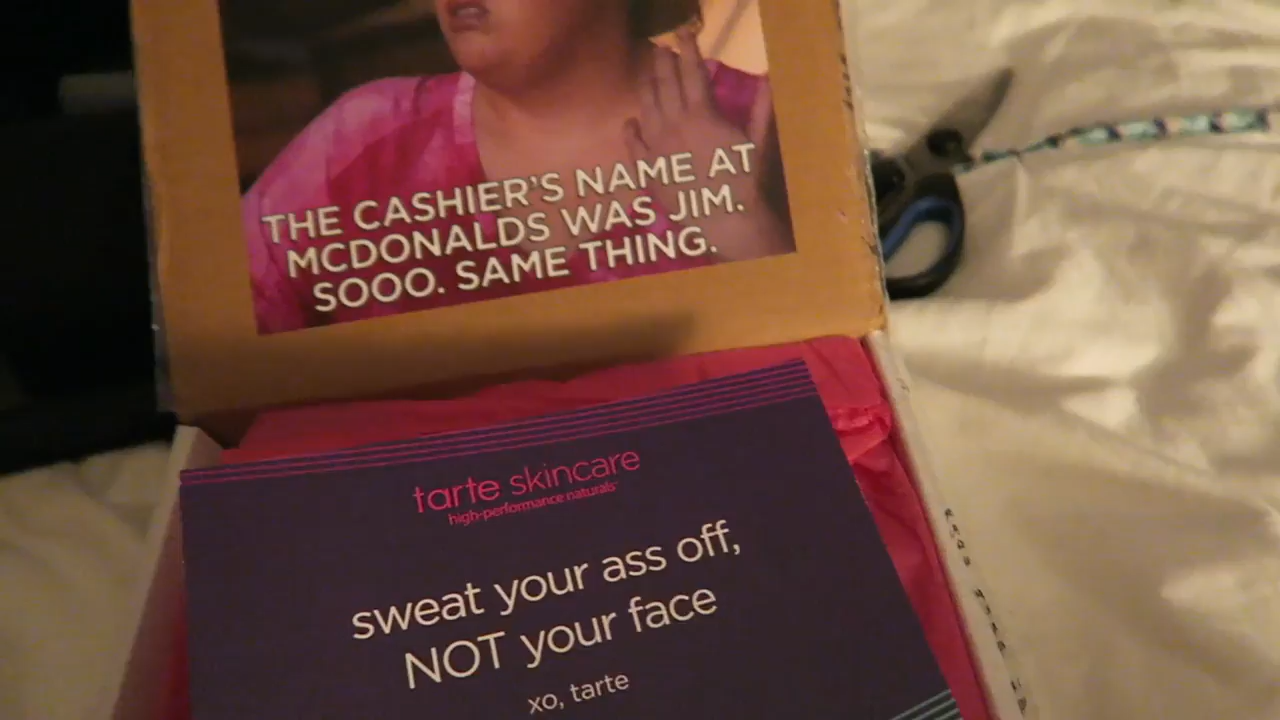 THE CASHIER'S NAME AT
MCDONALDS WAS JIM.
SOOO. SAME THING.
tarte skincare
high-performance naturals™
sweat your ass off,
NOT your face
xo, tarte